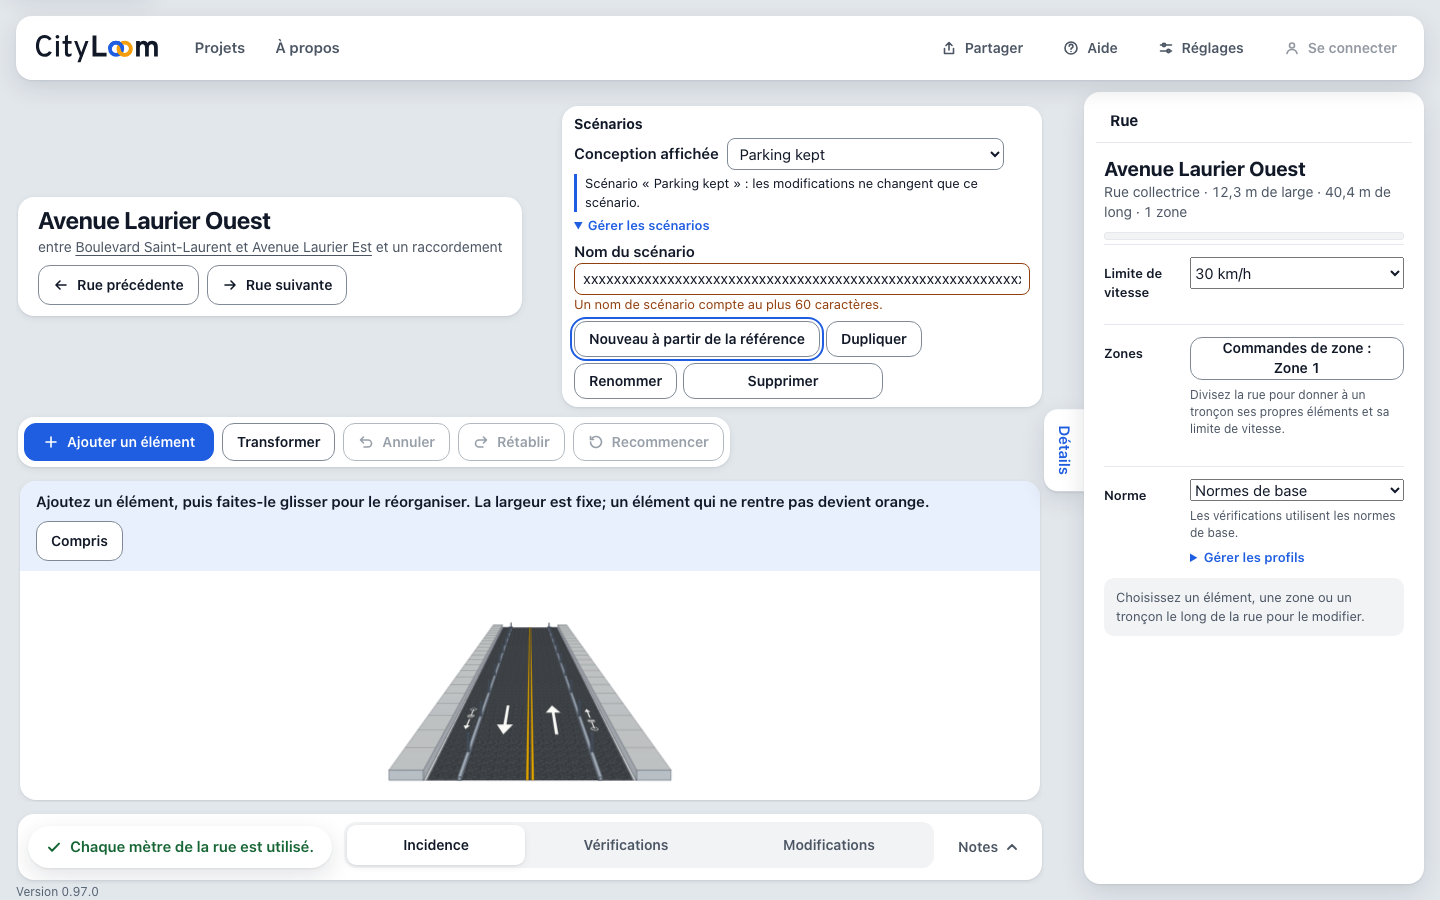 CityLoom
Projets
À propos
Partager
Aide
Réglages
Se connecter
Avenue Laurier Ouest
entre Boulevard Saint-Laurent et Avenue Laurier Est et un raccordement
Rue précédente
Rue suivante
Scénarios
Conception affichée
Parking kept
Scénario « Parking kept » : les modifications ne changent que ce
scénario.
Gérer les scénarios
Nom du scénario
Un nom de scénario compte au plus 60 caractères.
Nouveau à partir de la référence
Dupliquer
Renommer
Supprimer
Ajouter un élément
Transformer
Annuler
Rétablir
Recommencer
Ajoutez un élément, puis faites-le glisser pour le réorganiser. La largeur est fixe; un élément qui ne rentre pas devient orange.
Compris
Chaque mètre de la rue est utilisé.
Incidence
Vérifications
Modifications
Notes
Version 0.97.0
Détails
Rue
Avenue Laurier Ouest
Rue collectrice · 12,3 m de large · 40,4 m de
long · 1 zone
Limite de
vitesse
30 km/h
Zones
Commandes de zone :
Zone 1
Divisez la rue pour donner à un
tronçon ses propres éléments et sa
limite de vitesse.
Norme
Normes de base
Les vérifications utilisent les normes
de base.
Gérer les profils
Choisissez un élément, une zone ou un
tronçon le long de la rue pour le modifier.